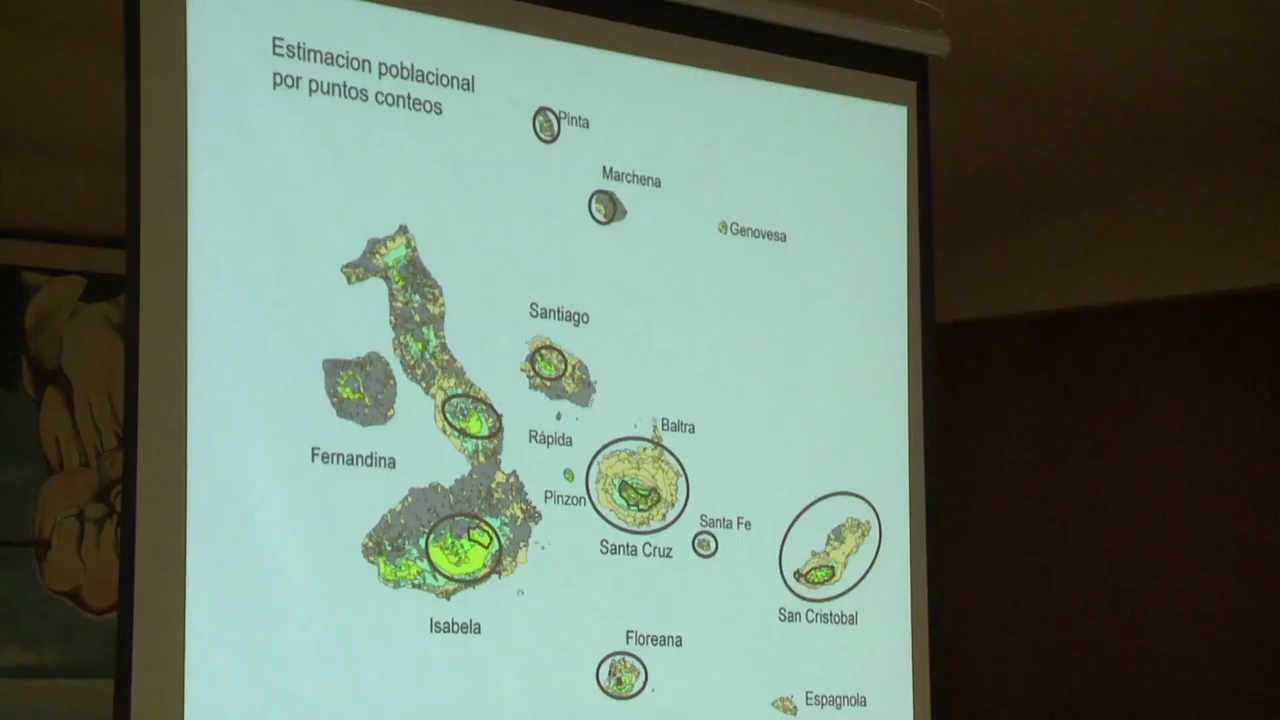 Estimacion poblacional
por puntos conteos
Pinta
Marchena
Genovesa
Santiago
Rápida
Baltra
Fernandina
Pinzon
Santa Fe
Santa Cruz
San Cristobal
Isabela
Floreana
Espagnola